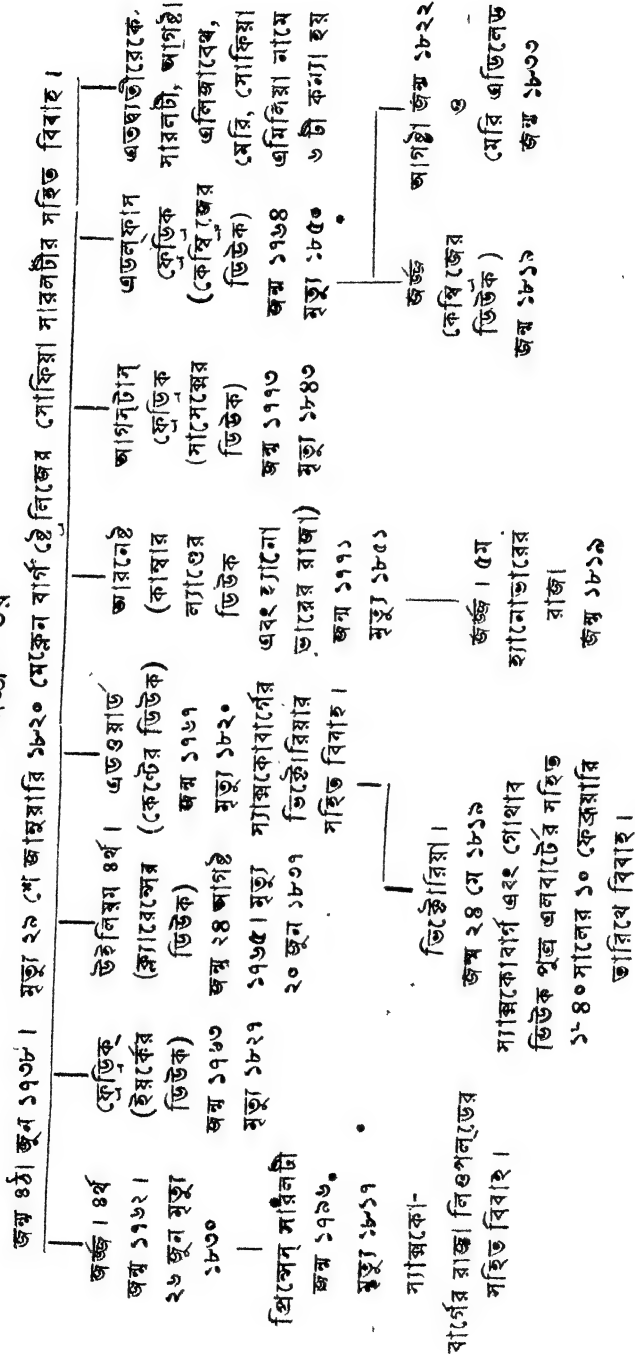 জন্ম ৪ঠা জুন ১৭৩৮। মৃত্যু ২৯ শে জানুয়ারি ১৮২০ মেক্লেন বার্গ ষ্ট্রেলিজের সোফিয়া সারলটার সহিত বিবাহ।
জর্জ্জ। ৪র্থ
জন্ম ১৭৬২।
২৬ জুন মৃত্যু
১৮৩০
প্রিন্সেস্ সারলটা
জন্ম ১৭৯৬
মৃত্যু ১৮১৭
স্যাক্সকো-
বার্গের রাজা লিওপল্ডের
সহিত বিবাহ।
ফ্রেড্রিক
(ইয়র্কের
ডিউক)
জন্ম ১৭৬৩
মৃত্যু ১৮২৭
উইলিয়ম ৪র্থ।
(ক্ল্যারেন্সের
ডিউক)
জন্ম ২৪ আগষ্ট
১৭৬৫। মৃত্যু
২০ জুন ১৮৩৭
এডওয়ার্ড
(কেন্টের ডিউক)
জন্ম ১৭৬৭
মৃত্যু ১৮২০
স্যাক্সকোবার্গের
ভিক্টোরিয়ার
সহিত বিবাহ।
ভিক্টোরিয়া।
জন্ম ২৪ মে ১৮১৯
স্যাক্সকোবার্গ এবং গোথার
ডিউক পুত্র এলবার্টের সহিত
১৮৪০ সালের ১০ ফেব্রুয়ারি
তারিখে বিবাহ।
আরনেষ্ট
(কাম্বার
ল্যাণ্ডের
ডিউক
এবং হ্যানো
ভারের রাজা)
জন্ম ১৭৭১
মৃত্যু ১৮৫১
জর্জ্জ। ৫ম
হ্যানোভারের
রাজা
জন্ম ১৮১৯
আগস্টাস্
ফ্রেড্রিক
(সাসেক্সের
ডিউক)
জন্ম ১৭৭৩
মৃত্যু ১৮৪৩
এডলফাস
ফ্রেড্রিক
(কেম্ব্রিজের
ডিউক)
জন্ম ১৭৬৪
মৃত্যু ১৮৫০
জর্জ্জ
কেম্ব্রিজের
ডিউক)
জন্ম ১৮১৯
আগষ্টা জন্ম ১৮২২
ও
মেরি এডিলেড
জন্ম ১৮৩৩
এতদ্ব্যতীরেকে
সারলটা, আগষ্টা
এলিজাবেথ,
মেরি, সোফিয়া
এমিলিয়া নামে
৬ টী কন্যা হয়